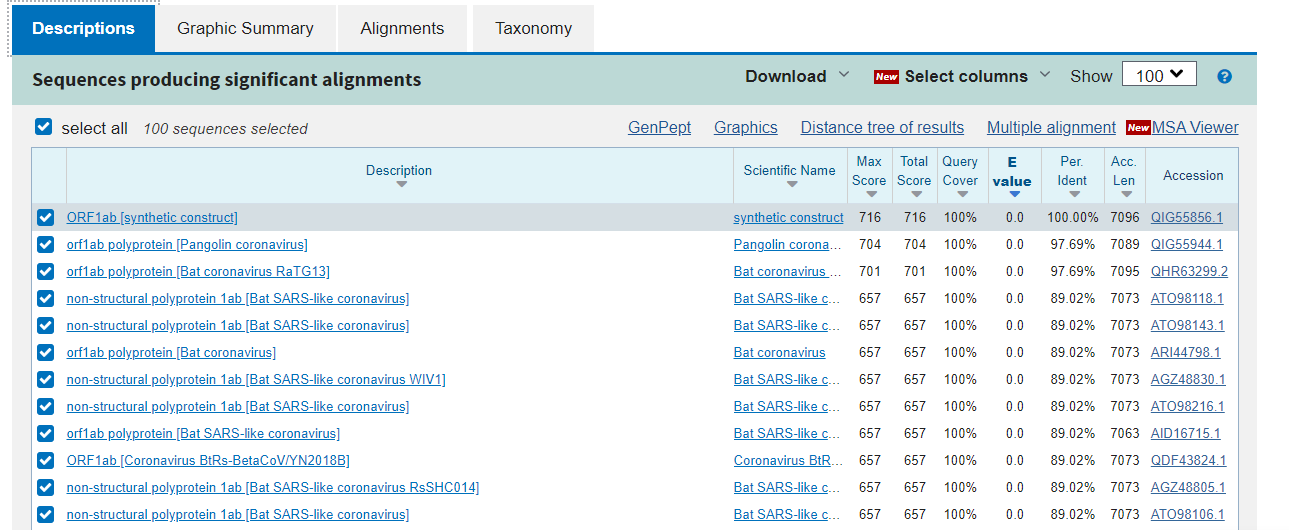 Descriptions Graphic Summary Alignments Taxonomy
Sequences producing significant alignments Download New Select columns Show 100 ?
select all 100 sequences selected GenPept Graphics Distance tree of results Multiple alignment New MSA Viewer
Description Scientific Name Max Score Total Score Query Cover E value Per. Ident Acc. Len Accession
ORF1ab [synthetic construct] synthetic construct 716 716 100% 0.0 100.00% 7096 QIG55856.1
orf1ab polyprotein [Pangolin coronavirus] Pangolin corona... 704 704 100% 0.0 97.69% 7089 QIG55944.1
orf1ab polyprotein [Bat coronavirus RaTG13] Bat coronavirus ... 701 701 100% 0.0 97.69% 7095 QHR63299.2
non-structural polyprotein 1ab [Bat SARS-like coronavirus] Bat SARS-like c... 657 657 100% 0.0 89.02% 7073 ATO98118.1
non-structural polyprotein 1ab [Bat SARS-like coronavirus] Bat SARS-like c... 657 657 100% 0.0 89.02% 7073 ATO98143.1
orf1ab polyprotein [Bat coronavirus] Bat coronavirus 657 657 100% 0.0 89.02% 7073 ARI44798.1
non-structural polyprotein 1ab [Bat SARS-like coronavirus WIV1] Bat SARS-like c... 657 657 100% 0.0 89.02% 7073 AGZ48830.1
non-structural polyprotein 1ab [Bat SARS-like coronavirus] Bat SARS-like c... 657 657 100% 0.0 89.02% 7073 ATO98216.1
orf1ab polyprotein [Bat SARS-like coronavirus] Bat SARS-like c... 657 657 100% 0.0 89.02% 7063 AID16715.1
ORF1ab [Coronavirus BtRs-BetaCoV/YN2018B] Coronavirus BtR... 657 657 100% 0.0 89.02% 7073 QDF43824.1
non-structural polyprotein 1ab [Bat SARS-like coronavirus RsSHC014] Bat SARS-like c... 657 657 100% 0.0 89.02% 7073 AGZ48805.1
non-structural polyprotein 1ab [Bat SARS-like coronavirus] Bat SARS-like c... 657 657 100% 0.0 89.02% 7073 ATO98106.1